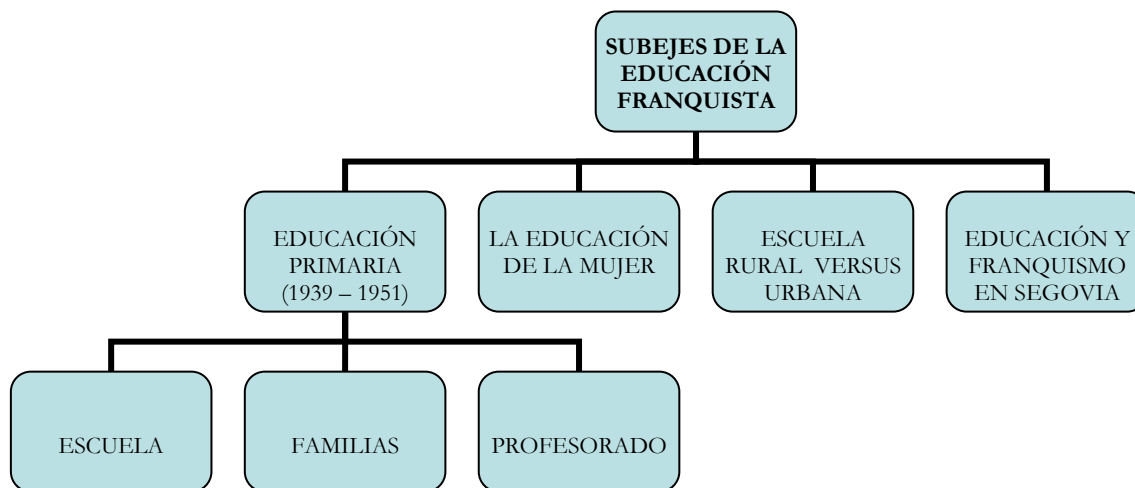 SUBEJES DE LA
EDUCACIÓN
FRANQUISTA
EDUCACIÓN
PRIMARIA
(1939 – 1951)
LA EDUCACIÓN
DE LA MUJER
ESCUELA
RURAL VERSUS
URBANA
EDUCACIÓN Y
FRANQUISMO
EN SEGOVIA
ESCUELA
FAMILIAS
PROFESORADO